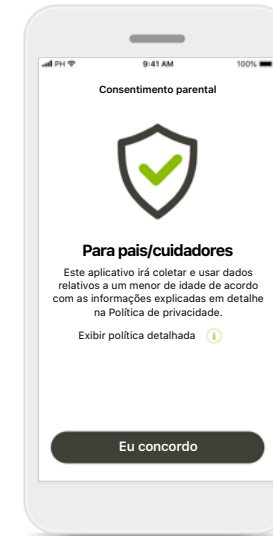 PH 9:41 AM 100%
Consentimento parental
Para pais/cuidadores
Este aplicativo irá coletar e usar dados
relativos a um menor de idade de acordo
com as informações explicadas em detalhe
na Política de privacidade.
Exibir política detalhada i
Eu concordo